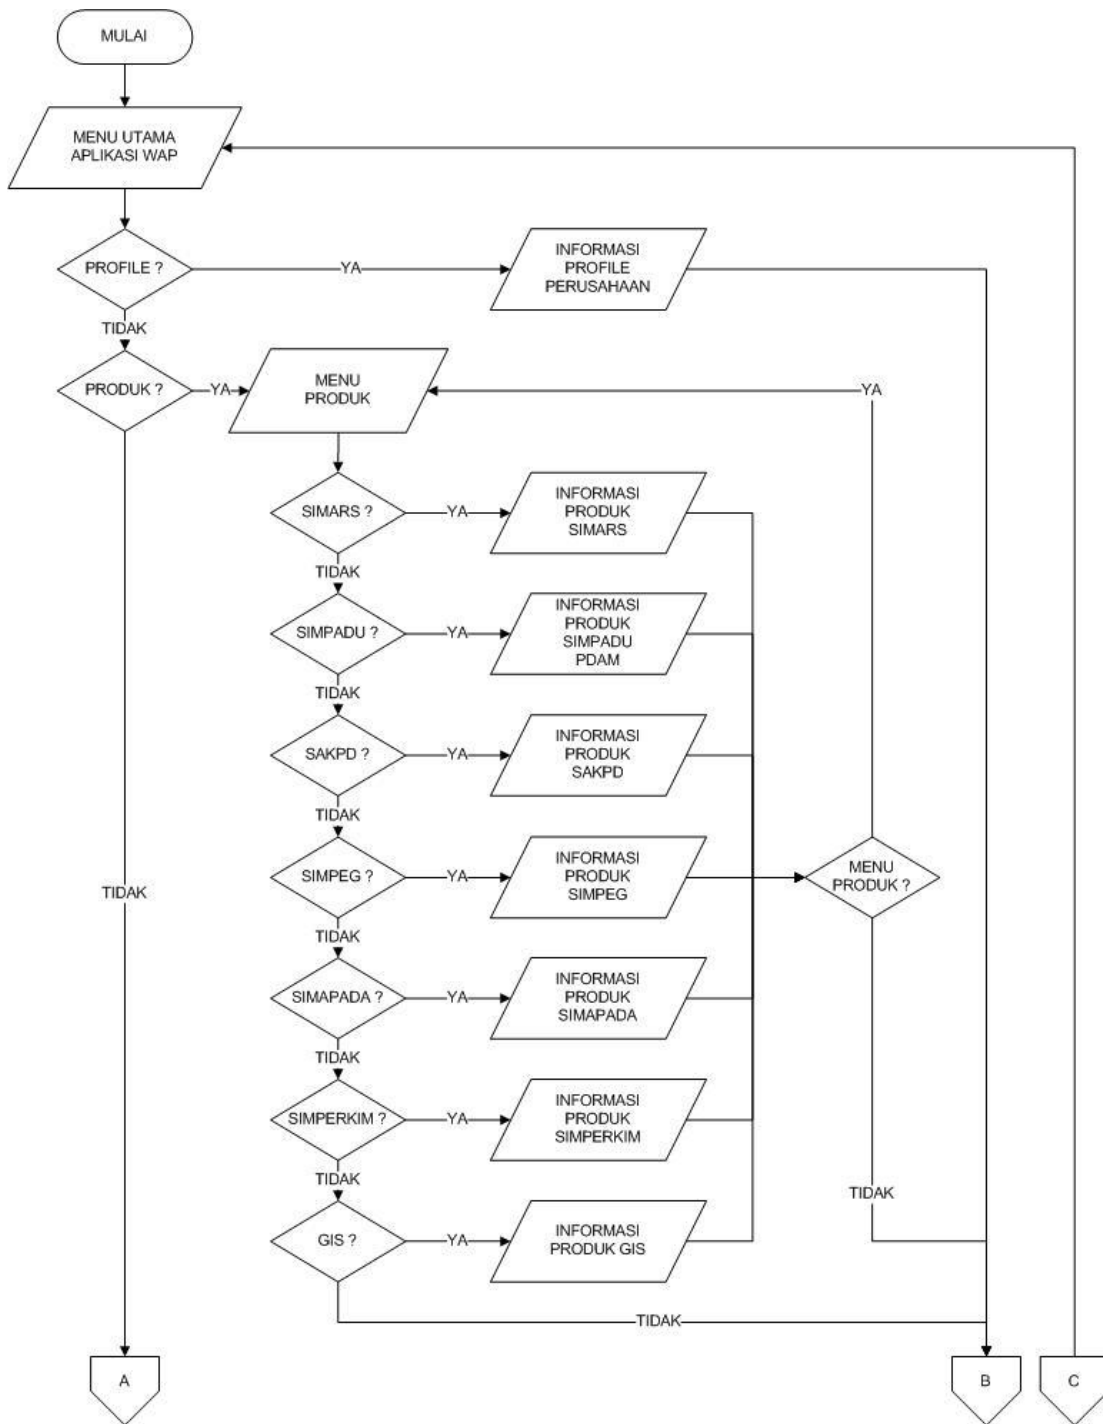 MULAI
MENU UTAMA
APLIKASI WAP
PROFILE ?
YA
INFORMASI
PROFILE
PERUSAHAAN
TIDAK
PRODUK ?
YA
MENU
PRODUK
YA
SIMARS ?
YA
INFORMASI
PRODUK
SIMARS
TIDAK
SIMPADU ?
YA
INFORMASI
PRODUK
SIMPADU
PDAM
TIDAK
SAKPD ?
YA
INFORMASI
PRODUK
SAKPD
TIDAK
SIMPEG ?
YA
INFORMASI
PRODUK
SIMPEG
MENU
PRODUK ?
TIDAK
TIDAK
SIMAPADA ?
YA
INFORMASI
PRODUK
SIMAPADA
TIDAK
SIMPERKIM ?
YA
INFORMASI
PRODUK
SIMPERKIM
TIDAK
TIDAK
GIS ?
YA
INFORMASI
PRODUK GIS
TIDAK
A
B
C